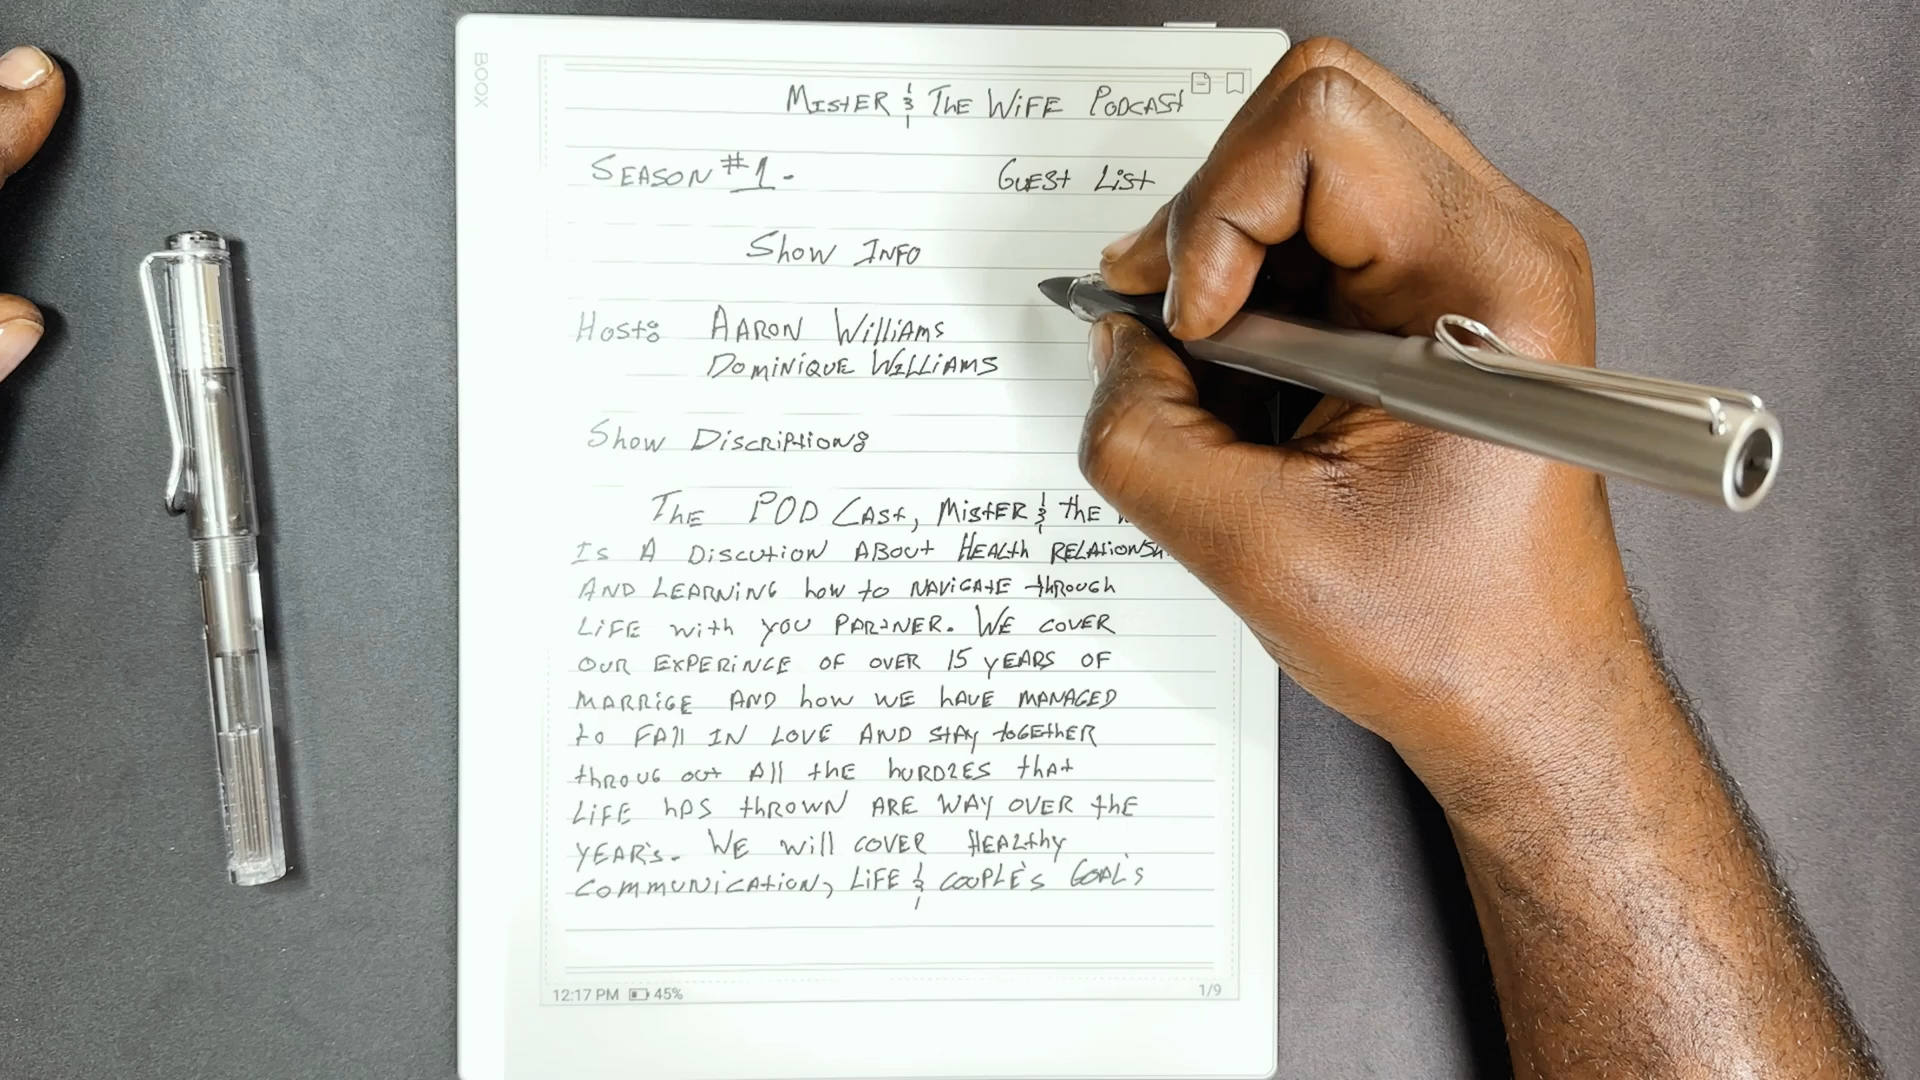 BOOX
MISTER & THE WIFE PODCAST
SEASON #1.
GUEST LIST
SHOW INFO
HOST: AARON WILLIAMS
DOMINIQUE WILLIAMS
SHOW DISCRIPTION:
THE POD CAST, MISTER & THE
IS A DISCUTION ABOUT HEALTH RELATIONSH
AND LEARNING HOW TO NAVIGATE THROUGH
LIFE WITH YOU PARTNER. WE COVER
OUR EXPERINCE OF OVER 15 YEARS OF
MARRIGE AND HOW WE HAVE MANAGED
TO FALL IN LOVE AND STAY TOGETHER
THROUG OUT ALL THE HURDLES THAT
LIFE HAS THROWN ARE WAY OVER THE
YEAR'S. WE WILL COVER HEALTHY
COMMUNICATION, LIFE & COUPLE'S GOAL'S
12:17 PM 45%
1/9